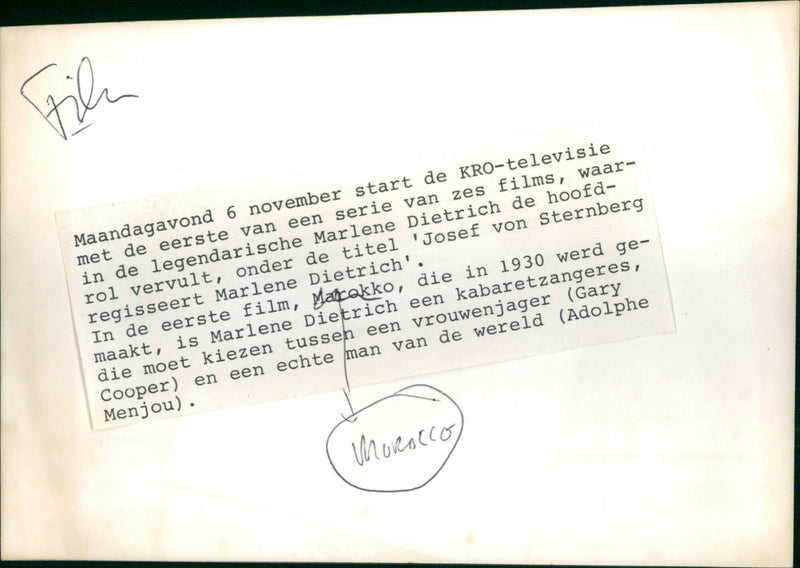 Film
Maandagavond 6 november start de KRO-televisie
met de eerste van een serie van zes films, waar-
in de legendarische Marlene Dietrich de hoofd-
rol vervult, onder de titel 'Josef von Sternberg
regisseert Marlene Dietrich'.
In de eerste film, Marokko, die in 1930 werd ge-
maakt, is Marlene Dietrich een kabaretzangeres,
die moet kiezen tussen een vrouwenjager (Gary
Cooper) en een echte man van de wereld (Adolphe
Menjou).
MOROCCO